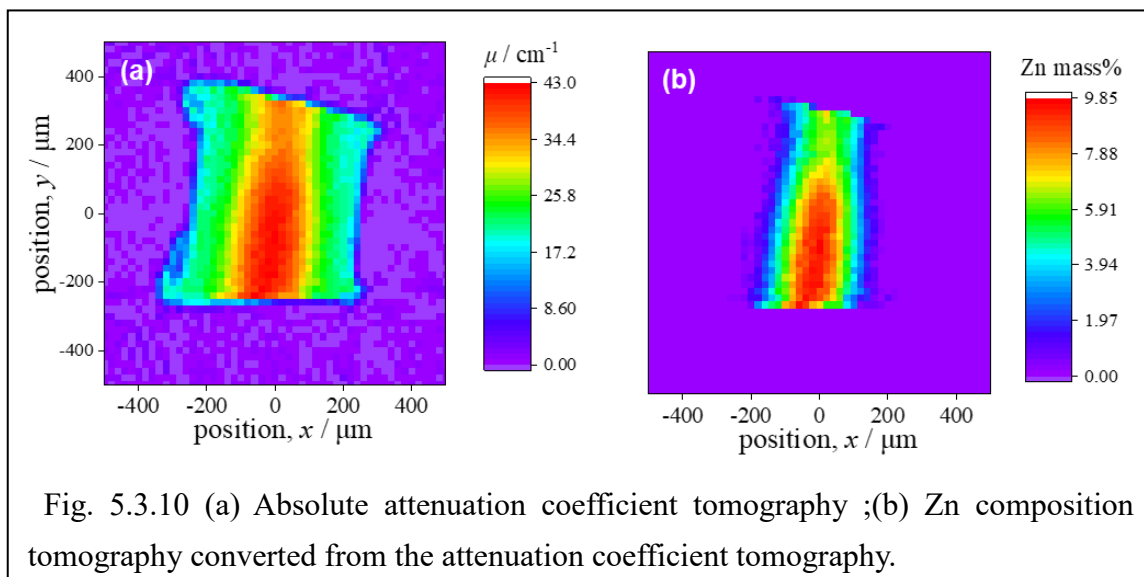 (a)
μ / cm⁻¹
43.0
34.4
25.8
17.2
8.60
0.00
400
200
0
-200
-400
position, y / μm
-400 -200 0 200 400
position, x / μm
(b)
Zn mass%
9.85
7.88
5.91
3.94
1.97
0.00
-400 -200 0 200 400
position, x / μm
Fig. 5.3.10 (a) Absolute attenuation coefficient tomography ;(b) Zn composition
tomography converted from the attenuation coefficient tomography.